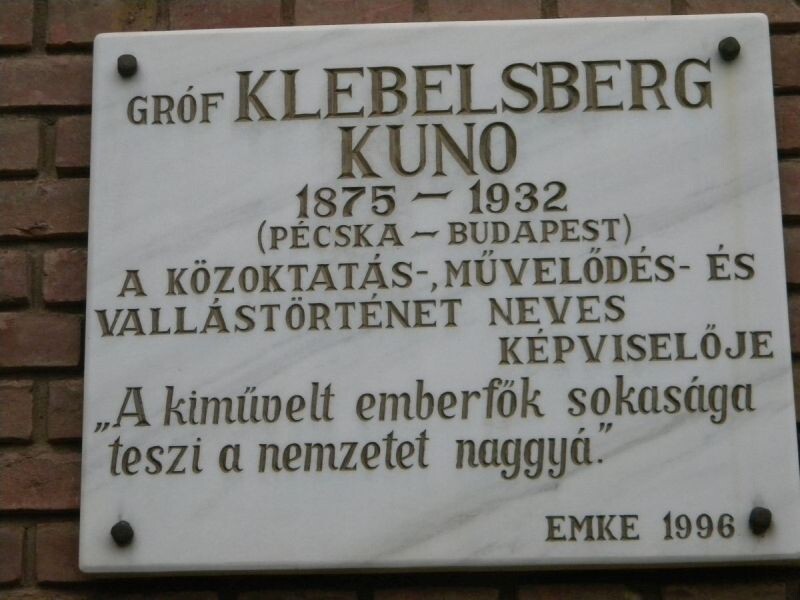 GRÓF KLEBELSBERG
KUNO
1875 – 1932
(PÉCSKA – BUDAPEST)
A KÖZOKTATÁS-, MŰVELŐDÉS- ÉS
VALLÁSTÖRTÉNET NEVES
KÉPVISELŐJE
„A kiművelt emberfők sokasága
teszi a nemzetet naggyá.”
EMKE 1996